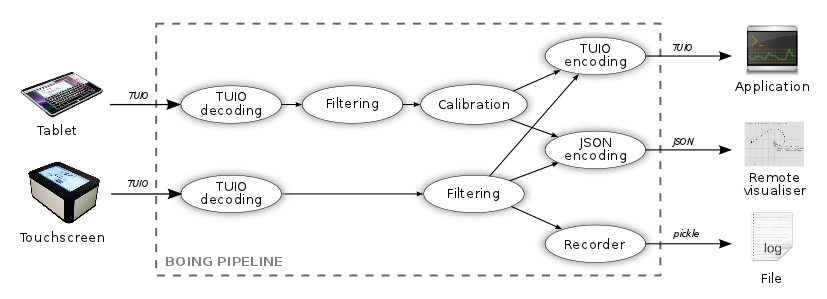 TUIO
encoding
TUIO
Application
TUIO
TUIO
decoding
Filtering
Calibration
Tablet
JSON
encoding
JSON
Remote
visualiser
TUIO
TUIO
decoding
Filtering
Touchscreen
Recorder
pickle
log
File
BOING PIPELINE